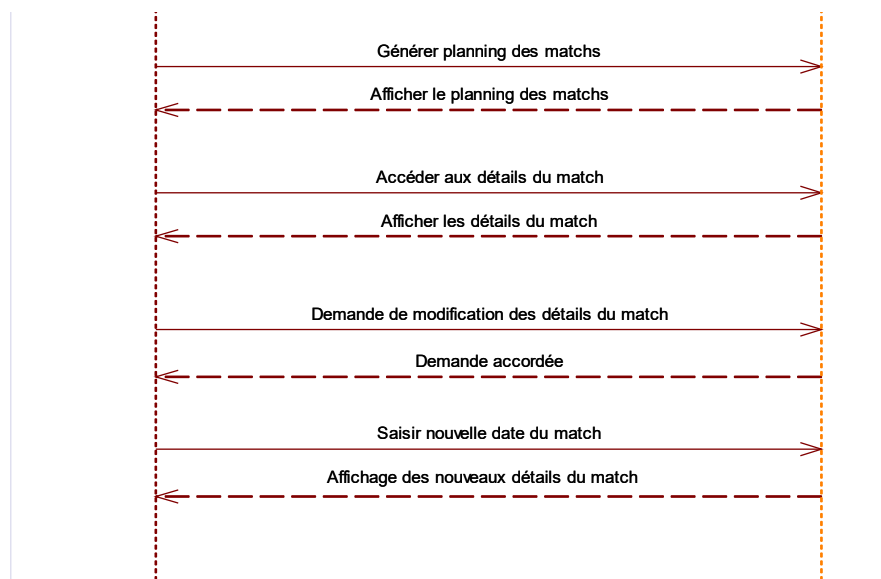 Générer planning des matchs
Afficher le planning des matchs
Accéder aux détails du match
Afficher les détails du match
Demande de modification des détails du match
Demande accordée
Saisir nouvelle date du match
Affichage des nouveaux détails du match